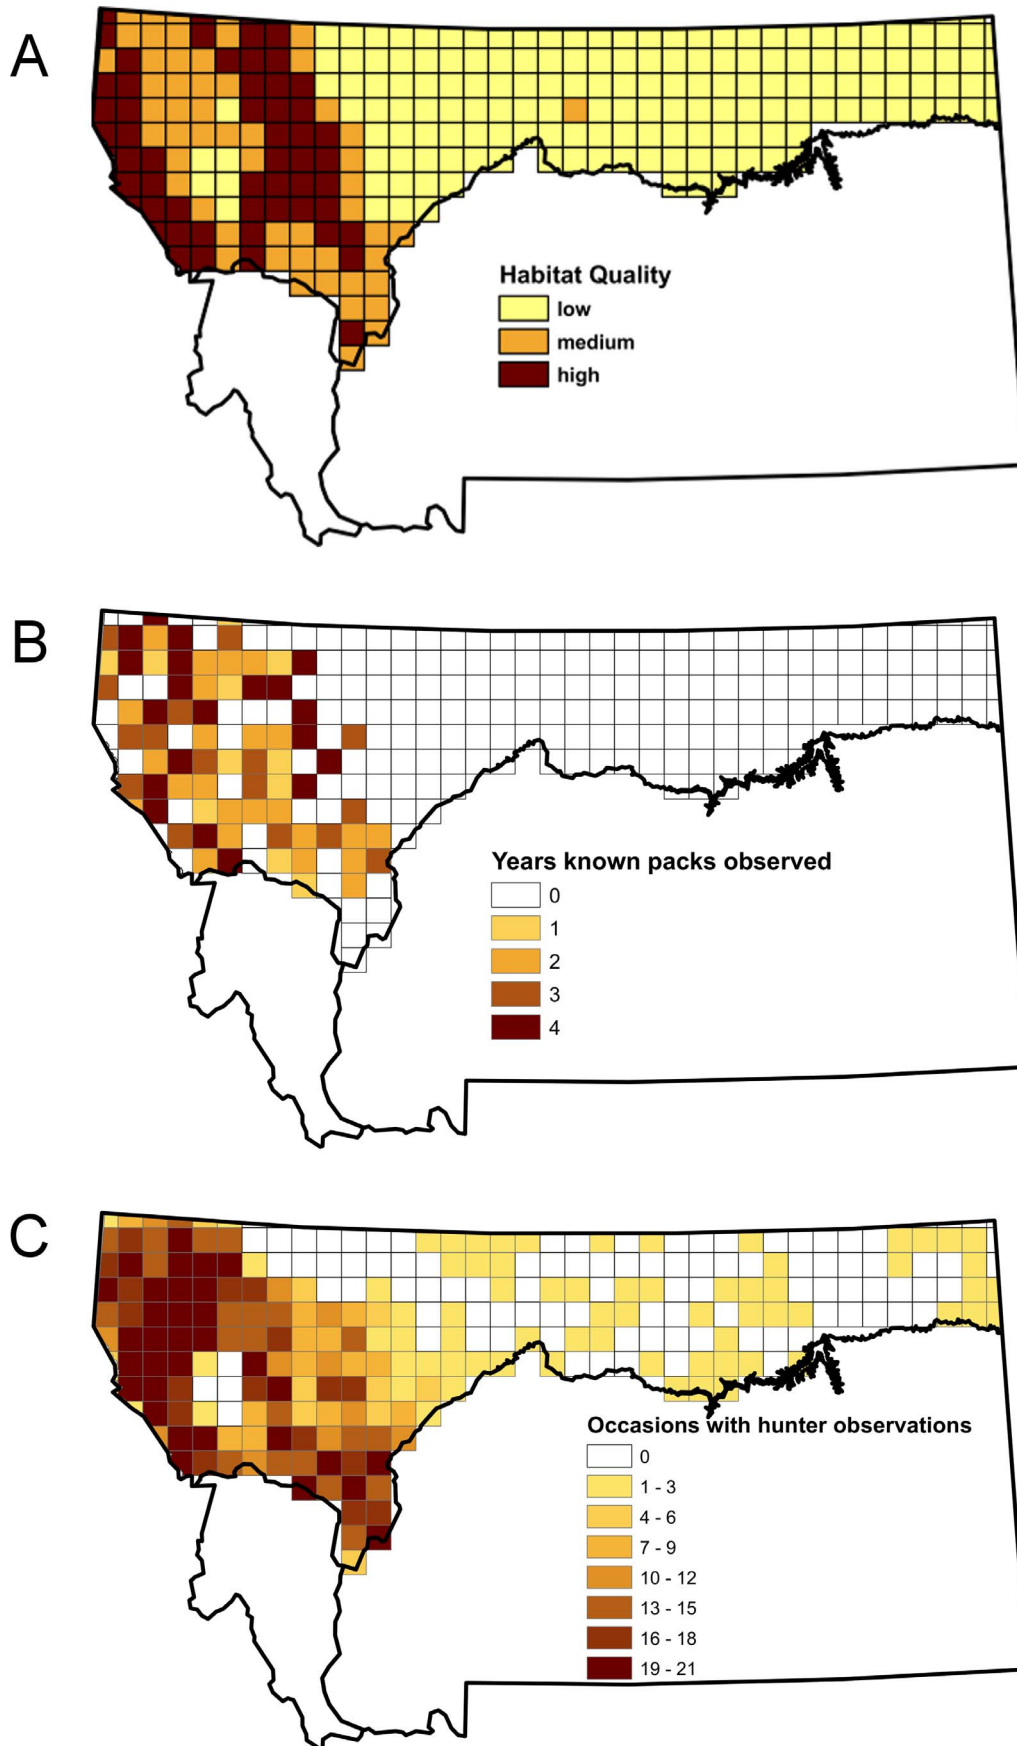 A
Habitat Quality
low
medium
high
B
Years known packs observed
0
1
2
3
4
C
Occasions with hunter observations
0
1 - 3
4 - 6
7 - 9
10 - 12
13 - 15
16 - 18
19 - 21